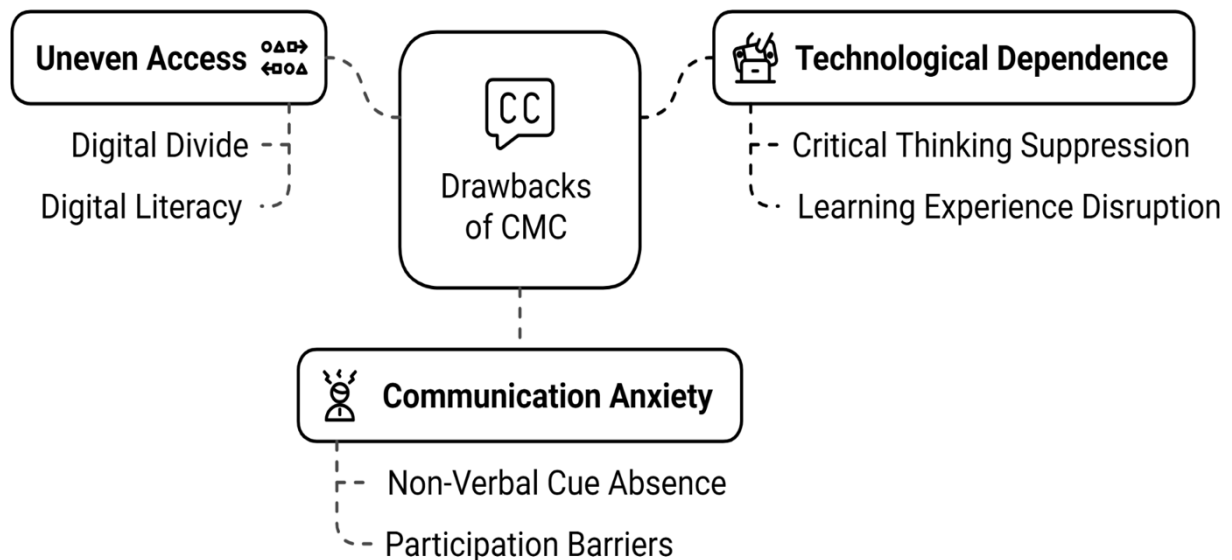 Uneven Access
Digital Divide
Digital Literacy
CC
Drawbacks
of CMC
Technological Dependence
Critical Thinking Suppression
Learning Experience Disruption
Communication Anxiety
Non-Verbal Cue Absence
Participation Barriers